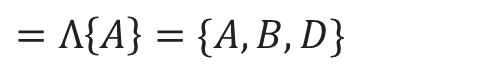 = Λ{A} = {A, B, D}